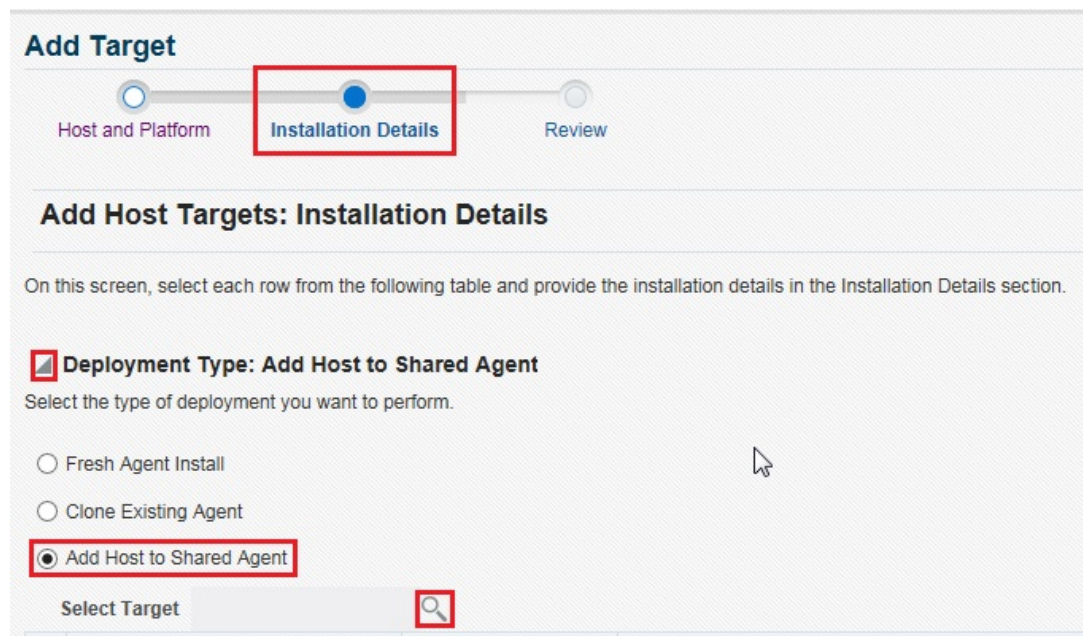 Add Target
Host and Platform Installation Details Review
Add Host Targets: Installation Details
On this screen, select each row from the following table and provide the installation details in the Installation Details section.
Deployment Type: Add Host to Shared Agent
Select the type of deployment you want to perform.
Fresh Agent Install
Clone Existing Agent
Add Host to Shared Agent
Select Target